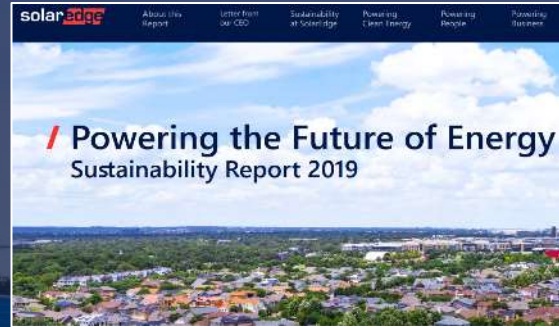 solaredge
About this
Report
Letter from
our CEO
Sustainability
at SolarEdge
Powering
Clean Energy
Powering
People
Powering
Business
/ Powering the Future of Energy
Sustainability Report 2019